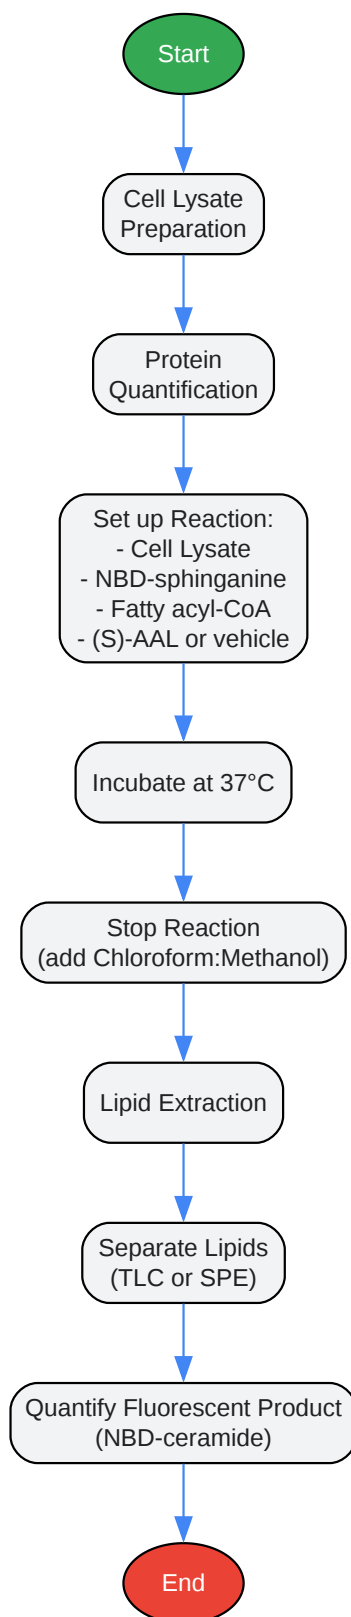 Start
Cell Lysate
Preparation
Protein
Quantification
Set up Reaction:
- Cell Lysate
- NBD-sphinganine
- Fatty acyl-CoA
- (S)-AAL or vehicle
Incubate at 37°C
Stop Reaction
(add Chloroform:Methanol)
Lipid Extraction
Separate Lipids
(TLC or SPE)
Quantify Fluorescent Product
(NBD-ceramide)
End